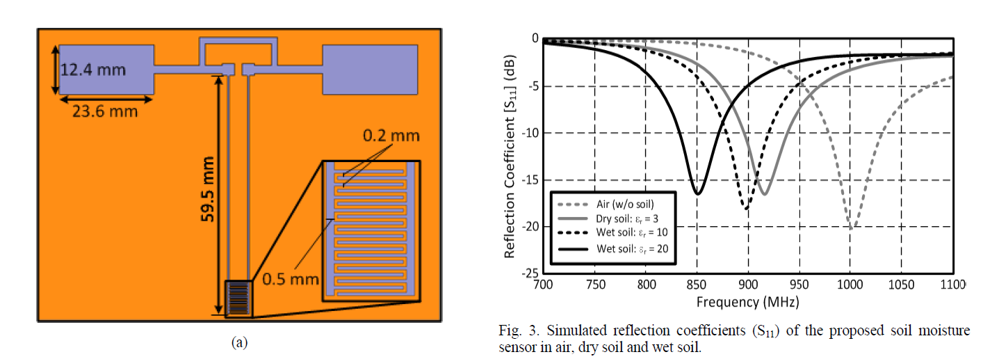 12.4 mm
23.6 mm
59.5 mm
0.2 mm
0.5 mm
(a)
Reflection Coefficient [S₁₁] (dB)
0
-5
-10
-15
-20
-25
Air (w/o soil)
Dry soil: εᵣ = 3
Wet soil: εᵣ = 10
Wet soil: εᵣ = 20
700 750 800 850 900 950 1000 1050 1100
Frequency (MHz)
Fig. 3. Simulated reflection coefficients (S₁₁) of the proposed soil moisture
sensor in air, dry soil and wet soil.